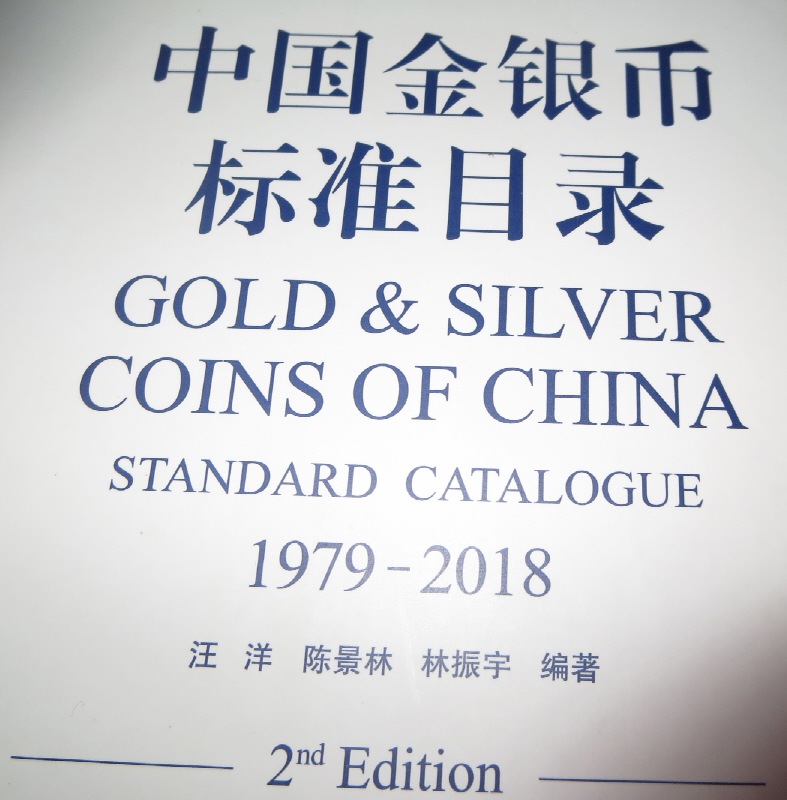 中国金银币
标准目录
GOLD & SILVER
COINS OF CHINA
STANDARD CATALOGUE
1979-2018
汪 洋 陈景林 林振宇 编著
2nd Edition